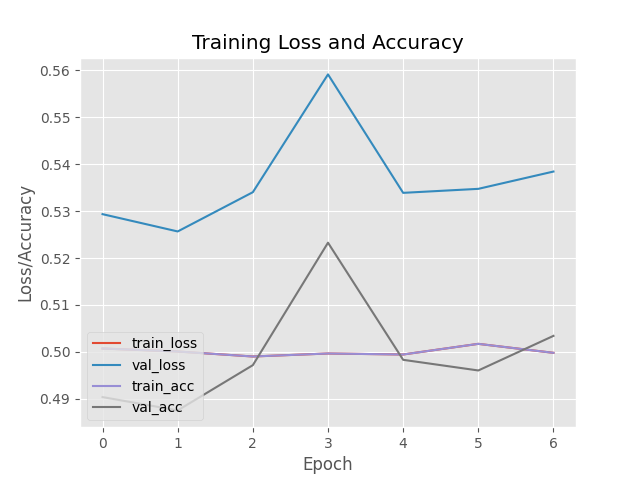 Training Loss and Accuracy
Loss/Accuracy
0.56
0.55
0.54
0.53
0.52
0.51
0.50
0.49
train_loss
val_loss
train_acc
val_acc
0 1 2 3 4 5 6
Epoch